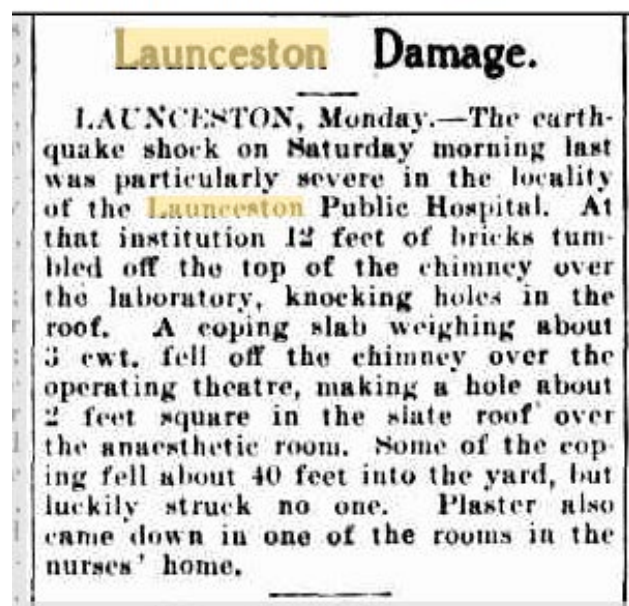 Launceston Damage.
LAUNCESTON, Monday.—The earth-
quake shock on Saturday morning last
was particularly severe in the locality
of the Launceston Public Hospital. At
that institution 12 feet of bricks tum-
bled off the top of the chimney over
the laboratory, knocking holes in the
roof. A coping slab weighing about
3 cwt. fell off the chimney over the
operating theatre, making a hole about
2 feet square in the slate roof over
the anaesthetic room. Some of the cop-
ing fell about 40 feet into the yard, but
luckily struck no one. Plaster also
came down in one of the rooms in the
nurses' home.